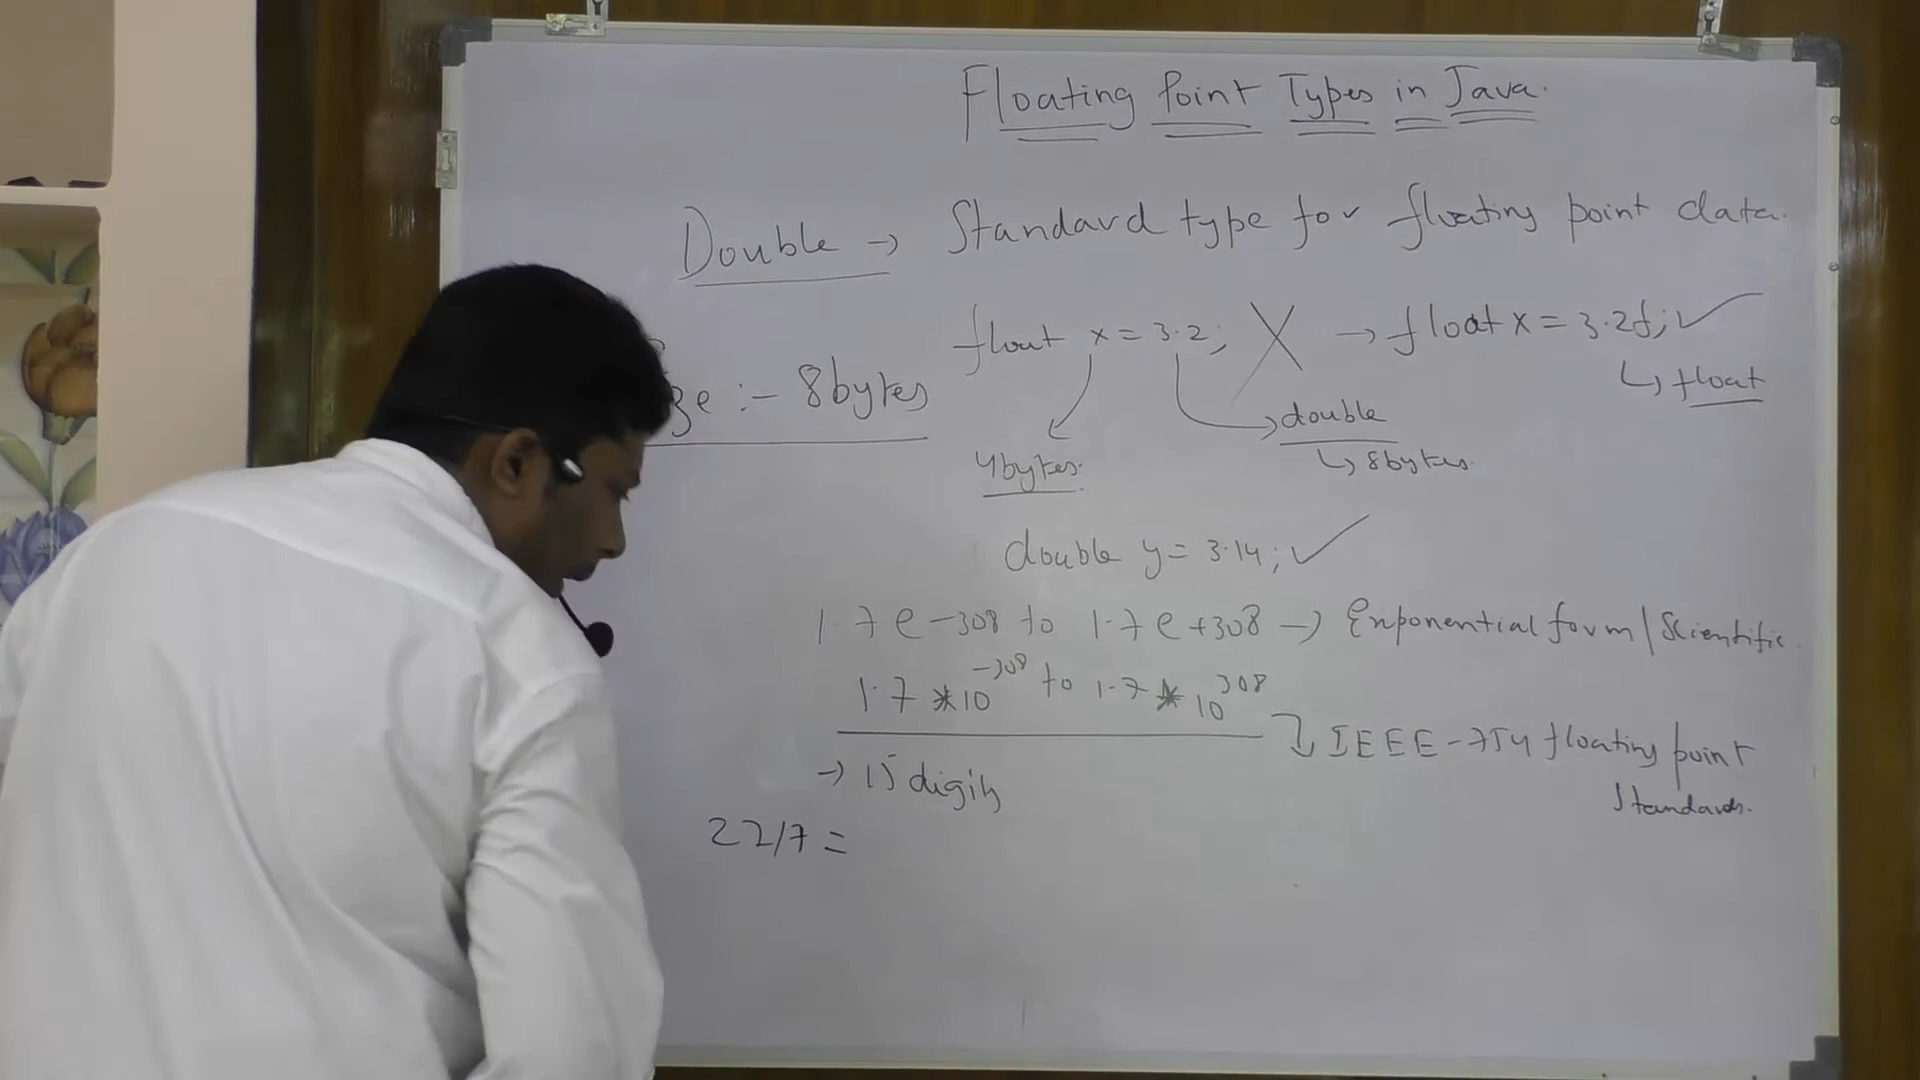 Floating Point Types in Java.
Double → Standard type for floating point data.
float x = 3.2; X → float x = 3.2f; ✓
↳ float
ze :- 8bytes
double
4bytes.
↳ 8bytes.
double y = 3.14; ✓
1.7e-308 to 1.7e+308 → Exponential form / Scientific.
1.7 * 10^-308 to 1.7 * 10^308
IEEE-754 floating point
Standards.
→ 15 digits
22/7 =